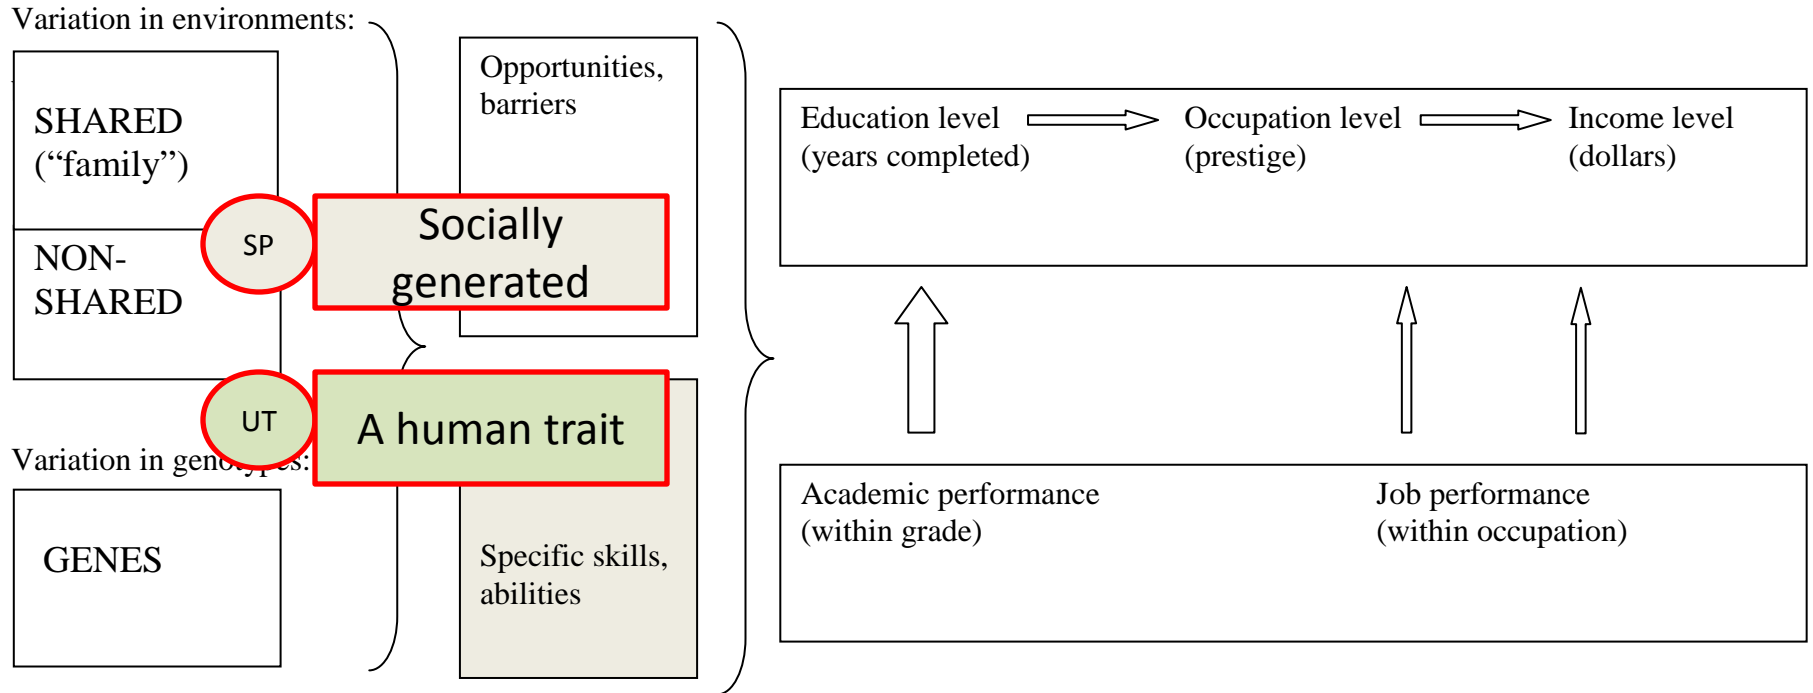 Variation in environments:
SHARED
(“family”)
NON-
SHARED
SP
Socially
generated
UT
A human trait
Variation in genotypes:
GENES
Opportunities,
barriers
Specific skills,
abilities
Education level
(years completed)
Occupation level
(prestige)
Income level
(dollars)
Academic performance
(within grade)
Job performance
(within occupation)